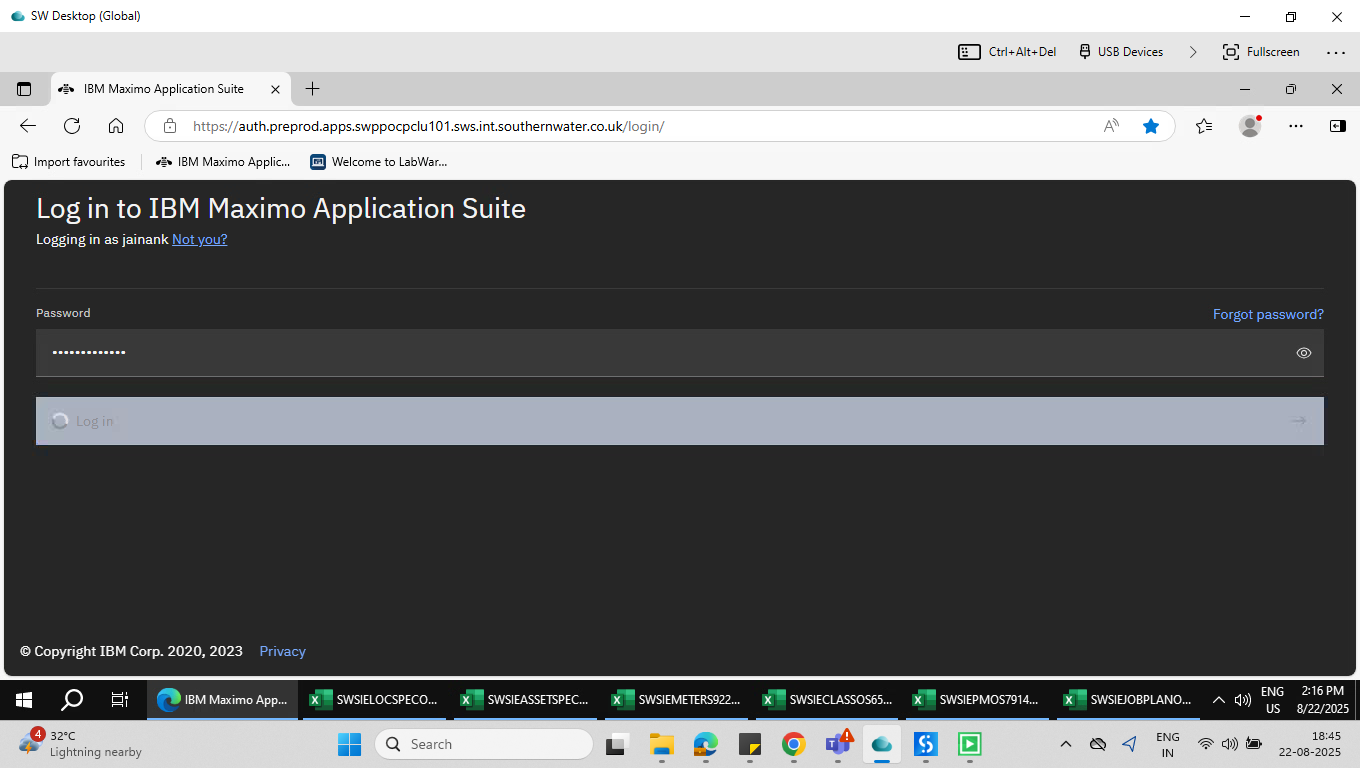 SW Desktop (Global)
Ctrl+Alt+Del USB Devices Fullscreen
IBM Maximo Application Suite
https://auth.preprod.apps.swppocpclu101.sws.int.southernwater.co.uk/login/
Import favourites IBM Maximo Applic... Welcome to LabWar...
Log in to IBM Maximo Application Suite
Logging in as jainank Not you?
Password Forgot password?
Log in
© Copyright IBM Corp. 2020, 2023 Privacy
IBM Maximo App... SWSIELOCSPECO... SWSIEASSETSPEC... SWSIEMETERS922... SWSIECLASSOS65... SWSIEPMOS7914... SWSIEJOBPLANO... ENG 2:16 PM
US 8/22/2025
4 32°C Search ENG 18:45
Lightning nearby IN 22-08-2025